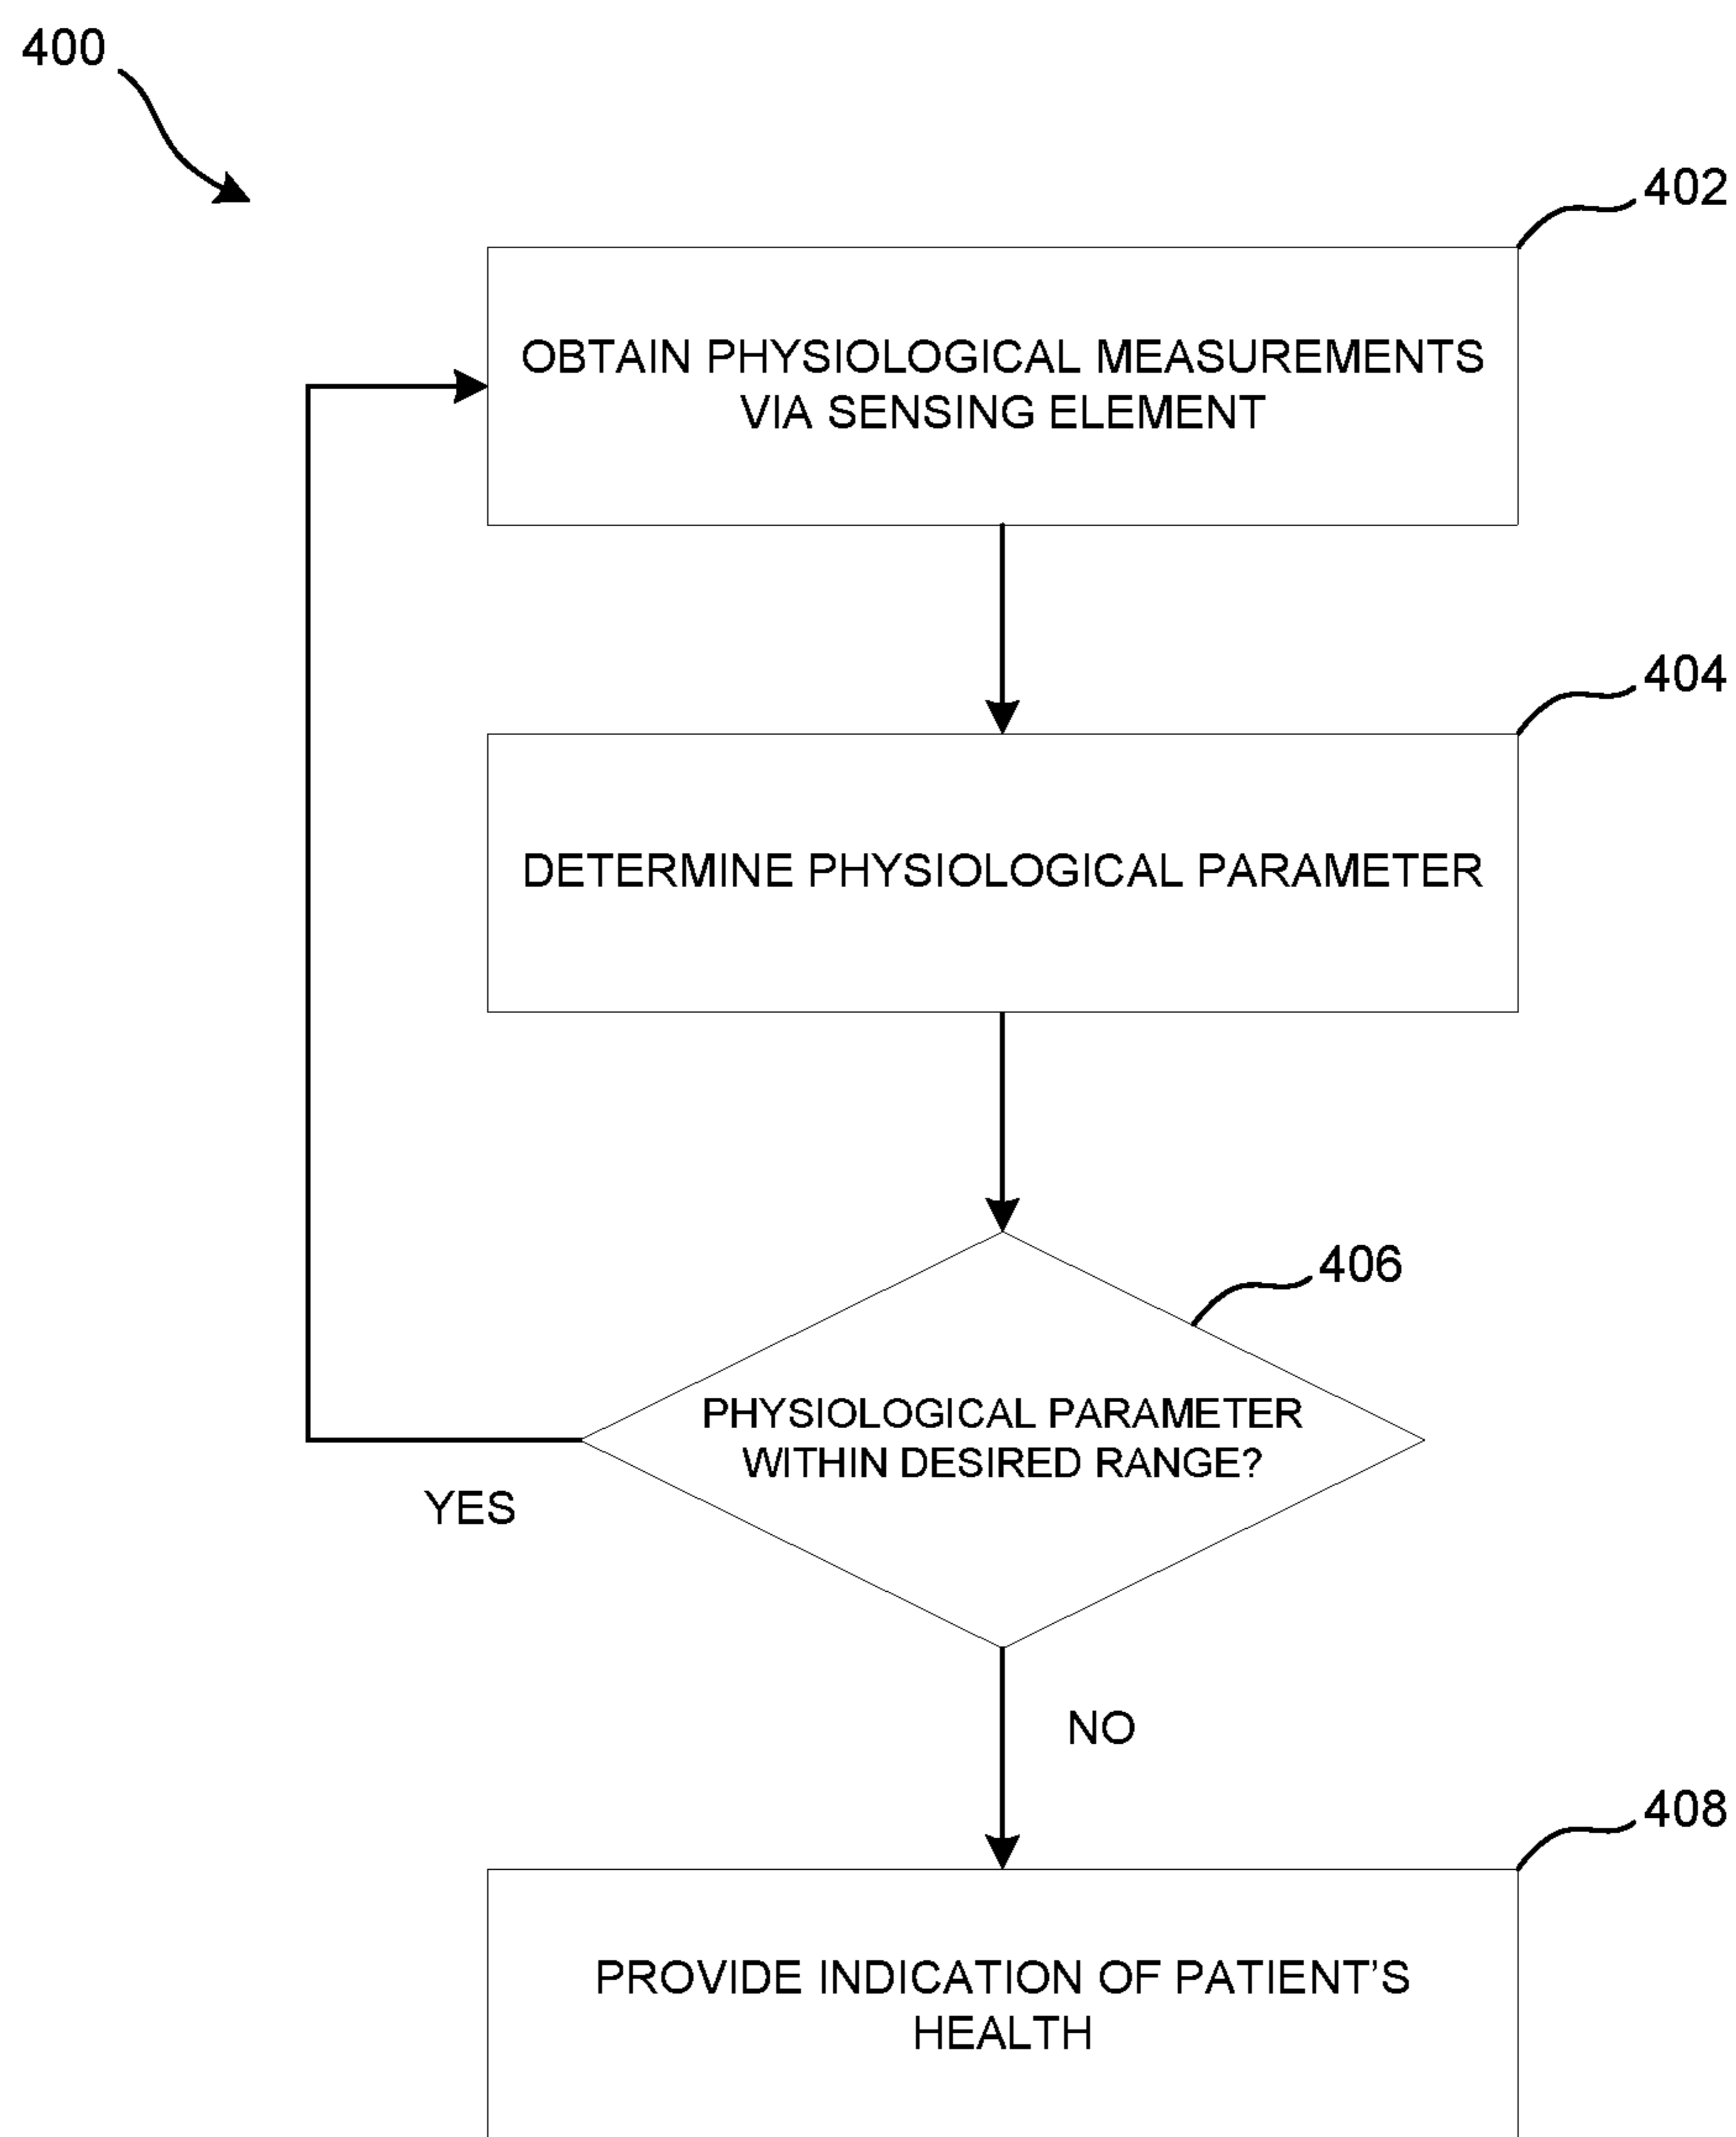 400
402
OBTAIN PHYSIOLOGICAL MEASUREMENTS
VIA SENSING ELEMENT
404
DETERMINE PHYSIOLOGICAL PARAMETER
406
PHYSIOLOGICAL PARAMETER
WITHIN DESIRED RANGE?
YES
NO
408
PROVIDE INDICATION OF PATIENT'S
HEALTH